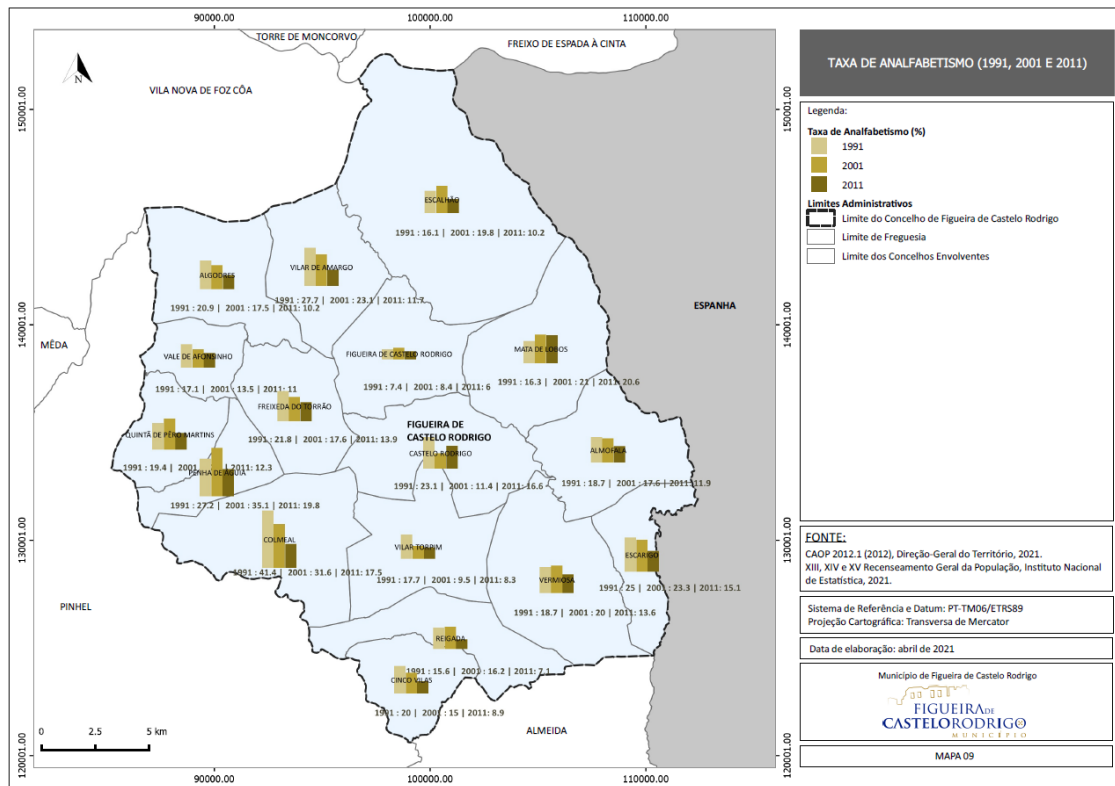 90000.00
100000.00
110000.00
TORRE DE MONCORVO
FREIXO DE ESPADA À CINTA
N
VILA NOVA DE FOZ CÔA
150001.00
150001.00
ESCALHÃO
1991 : 16.1 | 2001 : 19.8 | 2011: 10.2
VILAR DE AMARGO
1991 : 27.7 | 2001 : 23.1 | 2011: 11.7
ALGODRES
1991 : 20.9 | 2001 : 17.5 | 2011: 10.2
ESPANHA
140001.00
140001.00
MÊDA
VALE DE AFONSINHO
1991 : 17.1 | 2001 : 13.5 | 2011: 11
FIGUEIRA DE CASTELO RODRIGO
1991 : 7.4 | 2001 : 8.4 | 2011: 6
MATA DE LOBOS
1991 : 16.3 | 2001 : 21 | 2011: 20.6
FREIXEDA DO TORRÃO
1991 : 21.8 | 2001 : 17.6 | 2011: 13.9
FIGUEIRA DE
CASTELO RODRIGO
CASTELO RODRIGO
1991 : 23.1 | 2001 : 11.4 | 2011: 16.6
QUINTÃ DE PÊRO MARTINS
1991 : 19.4 | 2001 | 2011: 12.3
ALMOFALA
1991 : 18.7 | 2001 : 17.6 | 2011: 11.9
PENHA DE ÁGUIA
1991 : 27.2 | 2001 : 35.1 | 2011: 19.8
130001.00
130001.00
COLMEAL
1991 : 41.4 | 2001 : 31.6 | 2011: 17.5
VILAR TORPIM
1991 : 17.7 | 2001 : 9.5 | 2011: 8.3
ESCARIGO
1991 : 25 | 2001 : 23.3 | 2011: 15.1
VERMIOSA
1991 : 18.7 | 2001 : 20 | 2011: 13.6
PINHEL
REIGADA
1991 : 15.6 | 2001 : 16.2 | 2011: 7.1
CINCO VILAS
1991 : 20 | 2001 : 15 | 2011: 8.9
ALMEIDA
0 2.5 5 km
120001.00
120001.00
90000.00
100000.00
110000.00
TAXA DE ANALFABETISMO (1991, 2001 E 2011)
Legenda:
Taxa de Analfabetismo (%)
1991
2001
2011
Limites Administrativos
Limite do Concelho de Figueira de Castelo Rodrigo
Limite de Freguesia
Limite dos Concelhos Envolventes
FONTE:
CAOP 2012.1 (2012), Direção-Geral do Território, 2021.
XIII, XIV e XV Recenseamento Geral da População, Instituto Nacional
de Estatística, 2021.
Sistema de Referência e Datum: PT-TM06/ETRS89
Projeção Cartográfica: Transversa de Mercator
Data de elaboração: abril de 2021
Município de Figueira de Castelo Rodrigo
FIGUEIRA DE
CASTELO RODRIGO
MUNICÍPIO
MAPA 09